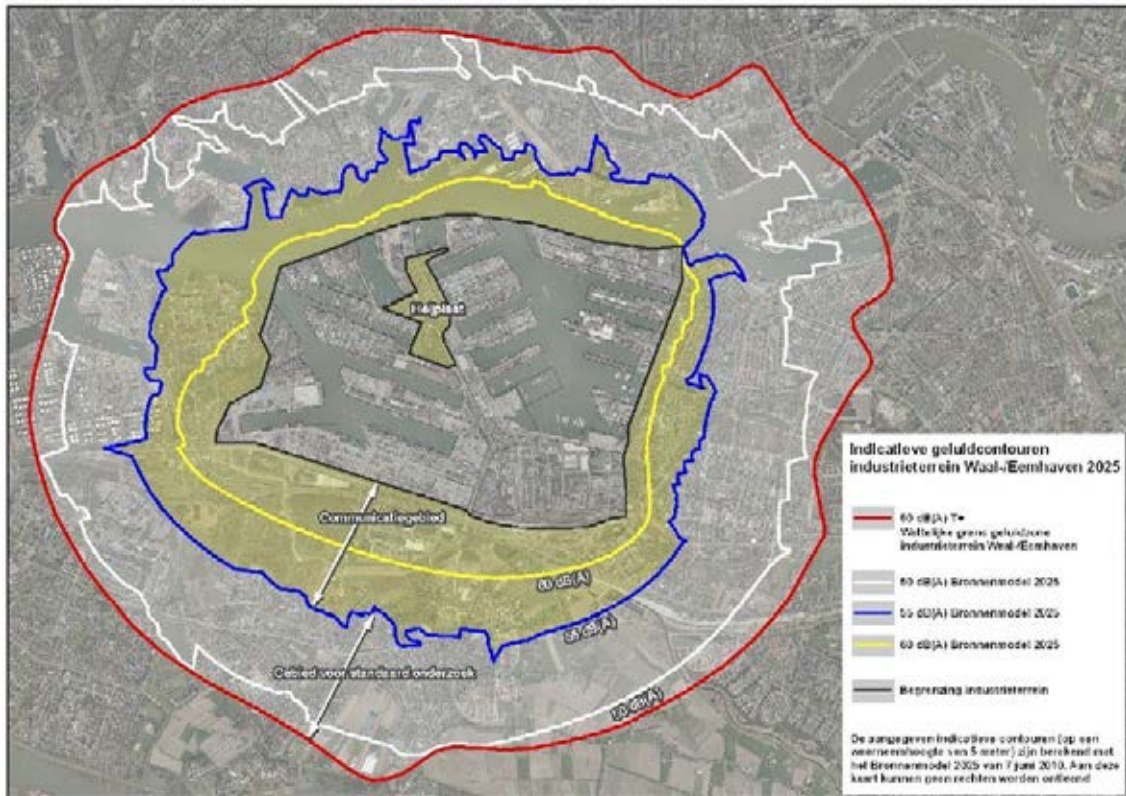 Heijplaat
Communicatiegebied
60 dB(A)
55 dB(A)
Gebied voor standaard onderzoek
50 dB(A)
Indicatieve geluidcontouren
industrieterrein Waal-/Eemhaven 2025
50 dB(A)
Wettelijke grens geluidzone
industrieterrein Waal-/Eemhaven
50 dB(A) Bronnenmodel 2025
55 dB(A) Bronnenmodel 2025
60 dB(A) Bronnenmodel 2025
Begrenzing industrieterrein
De aangegeven indicatieve contouren (op een
waarneemhoogte van 5 meter) zijn berekend met
het Bronnenmodel 2025 van 7 juni 2010. Aan deze
kaart kunnen geen rechten worden ontleend